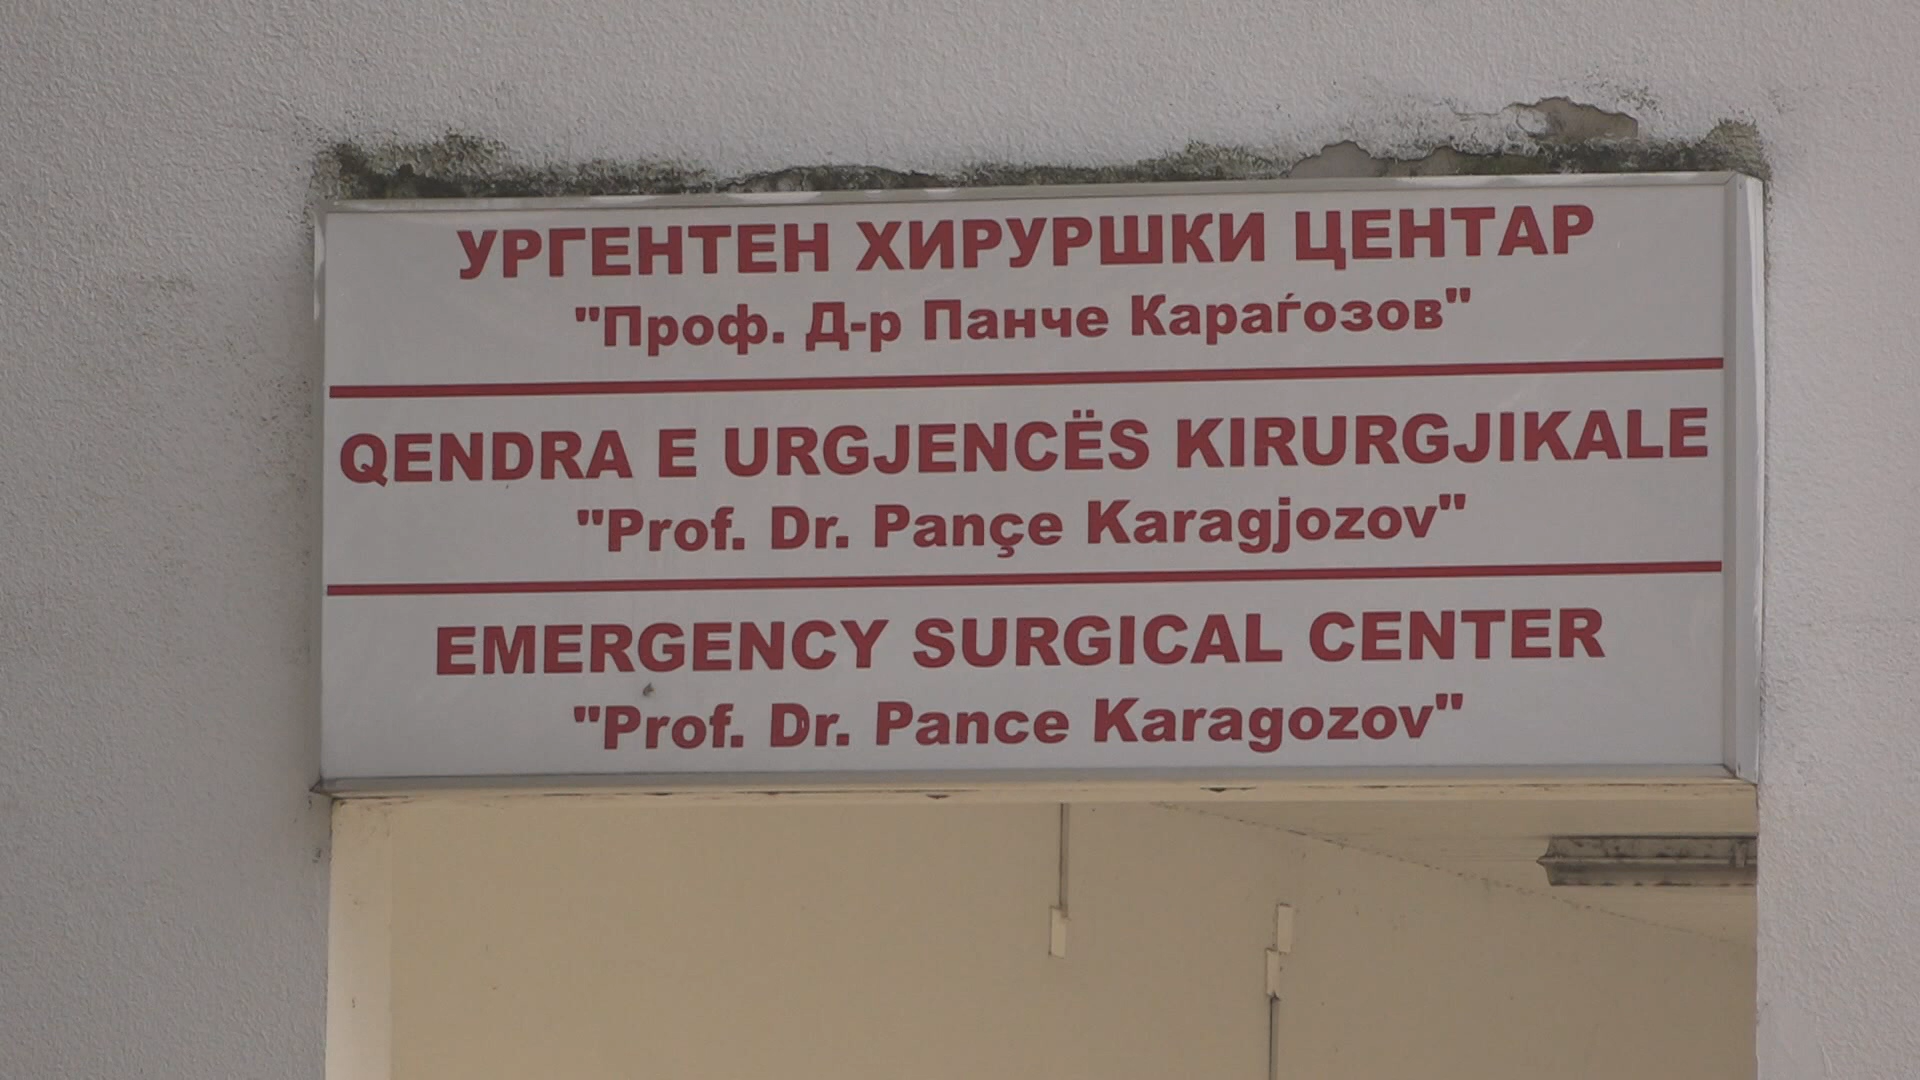 УРГЕНТЕН ХИРУРШКИ ЦЕНТАР
"Проф. Д-р Панче Караѓозов"
QENDRA E URGJENCËS KIRURGJIKALE
"Prof. Dr. Pançe Karagjozov"
EMERGENCY SURGICAL CENTER
"Prof. Dr. Pance Karagozov"